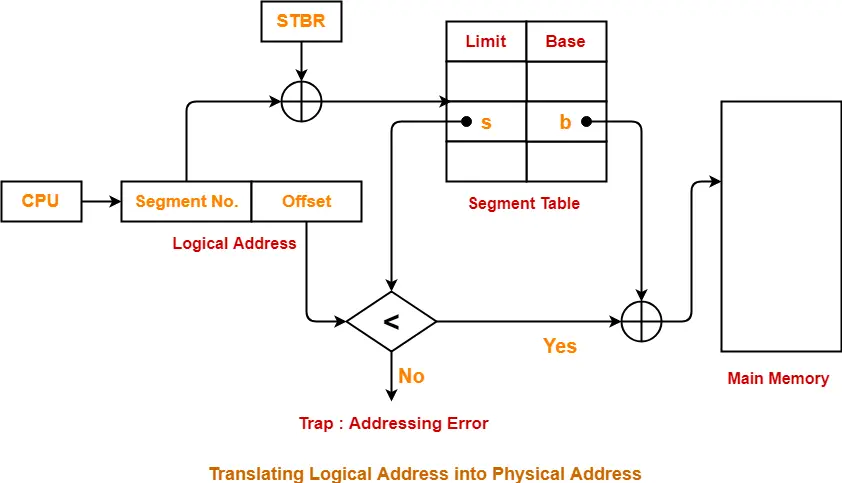 STBR
Limit
Base
s
b
CPU
Segment No.
Offset
Segment Table
Logical Address
<
Yes
No
Main Memory
Trap : Addressing Error
Translating Logical Address into Physical Address